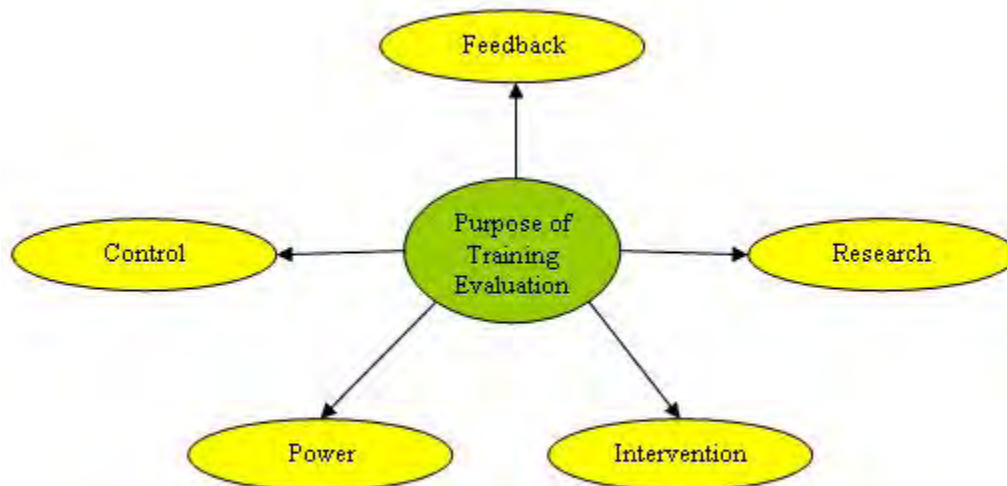 Feedback
Purpose of
Training
Evaluation
Control
Research
Power
Intervention